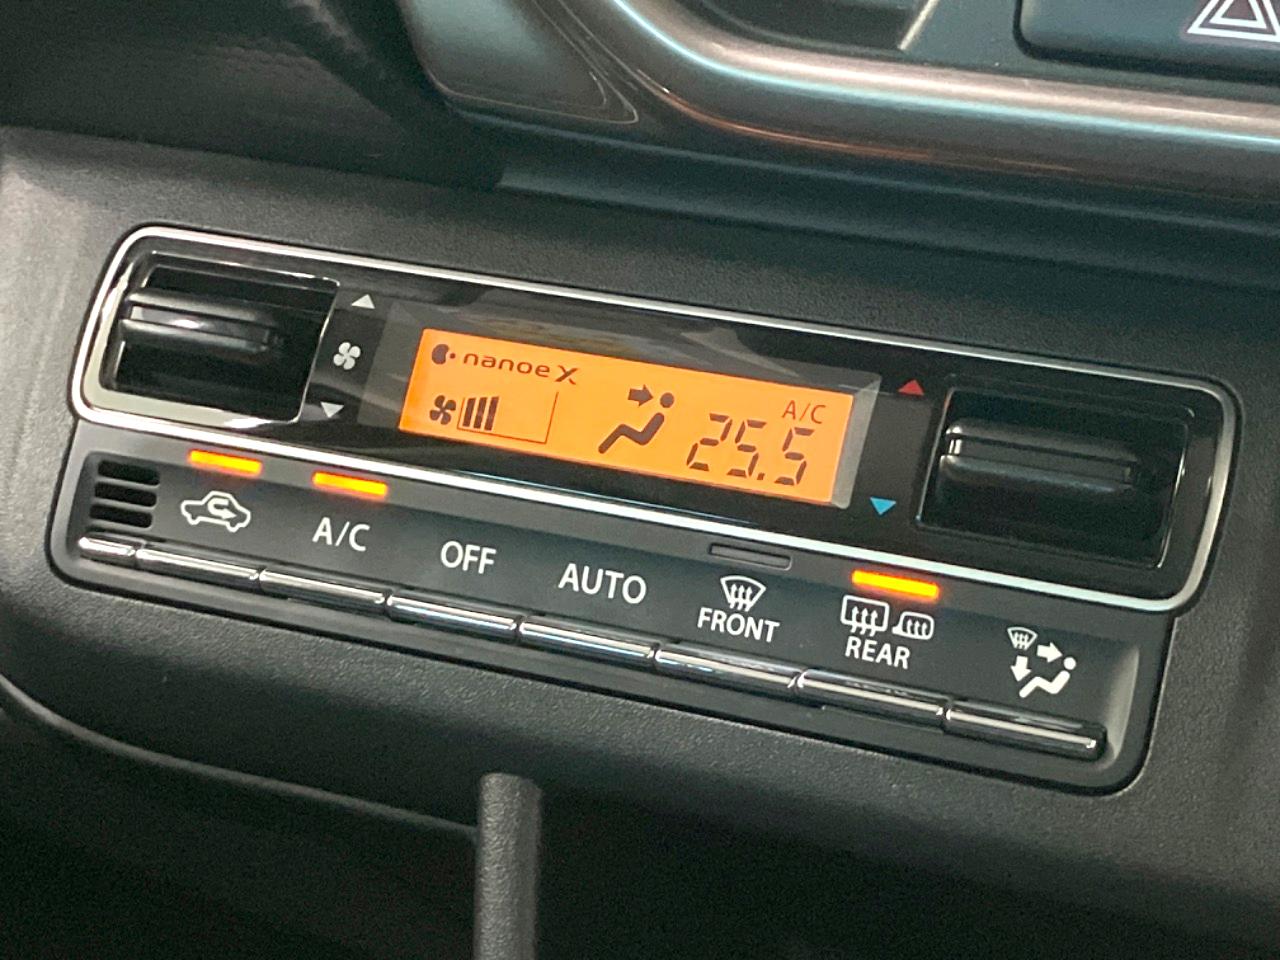 nanoeX
A/C
25.5
A/C
OFF
AUTO
FRONT
REAR